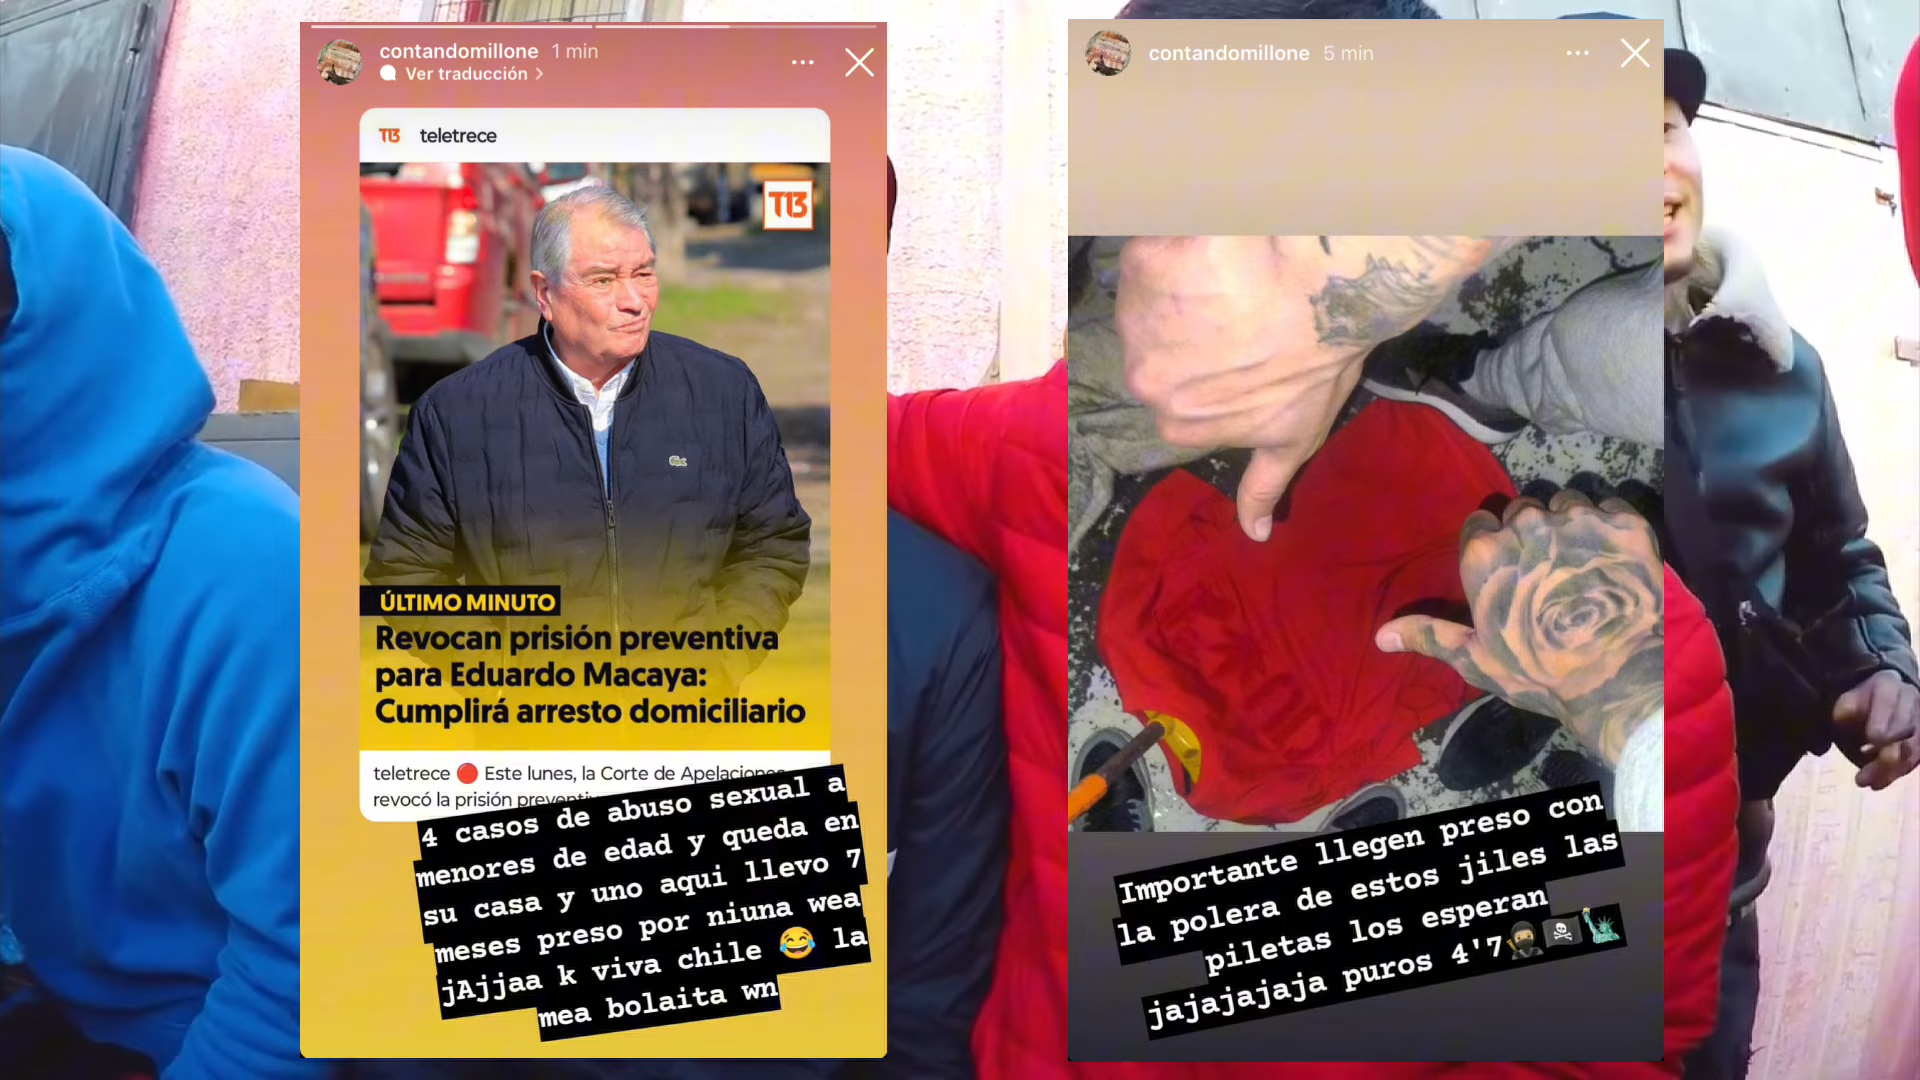 contandomillone 1 min
Ver traducción >
T13 teletrece
T13
ÚLTIMO MINUTO
Revocan prisión preventiva
para Eduardo Macaya:
Cumplirá arresto domiciliario
teletrece 🔴 Este lunes, la Corte de Apelaciones
revocó la prisión preventi
4 casos de abuso sexual a
menores de edad y queda en
su casa y uno aqui llevo 7
meses preso por niuna wea
jAjjaa k viva chile 😂 la
mea bolaita wn
contandomillone 5 min
Importante llegen preso con
la polera de estos jiles las
piletas los esperan
jajajajaja puros 4'7🥷🏴‍☠️🗽